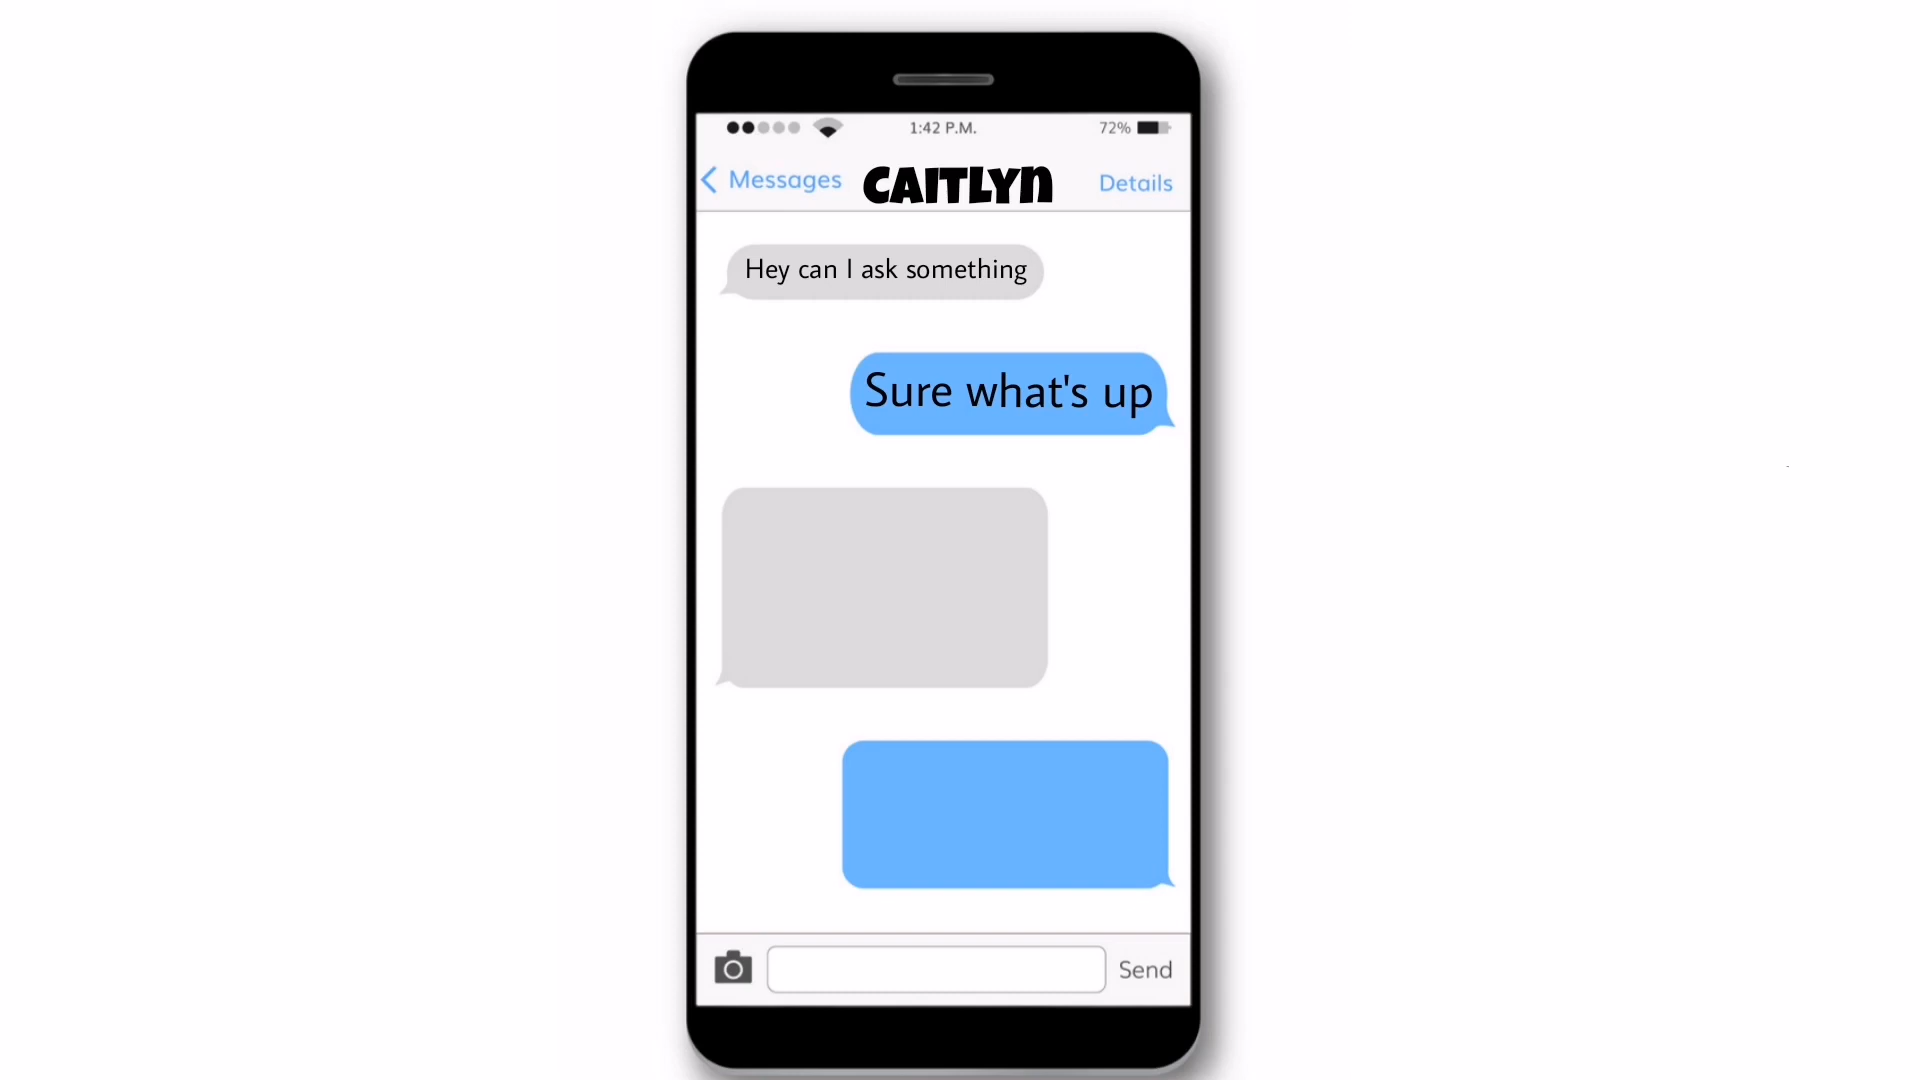 1:42 P.M.
72%
Messages
CAITLYN
Details
Hey can I ask something
Sure what's up
Send